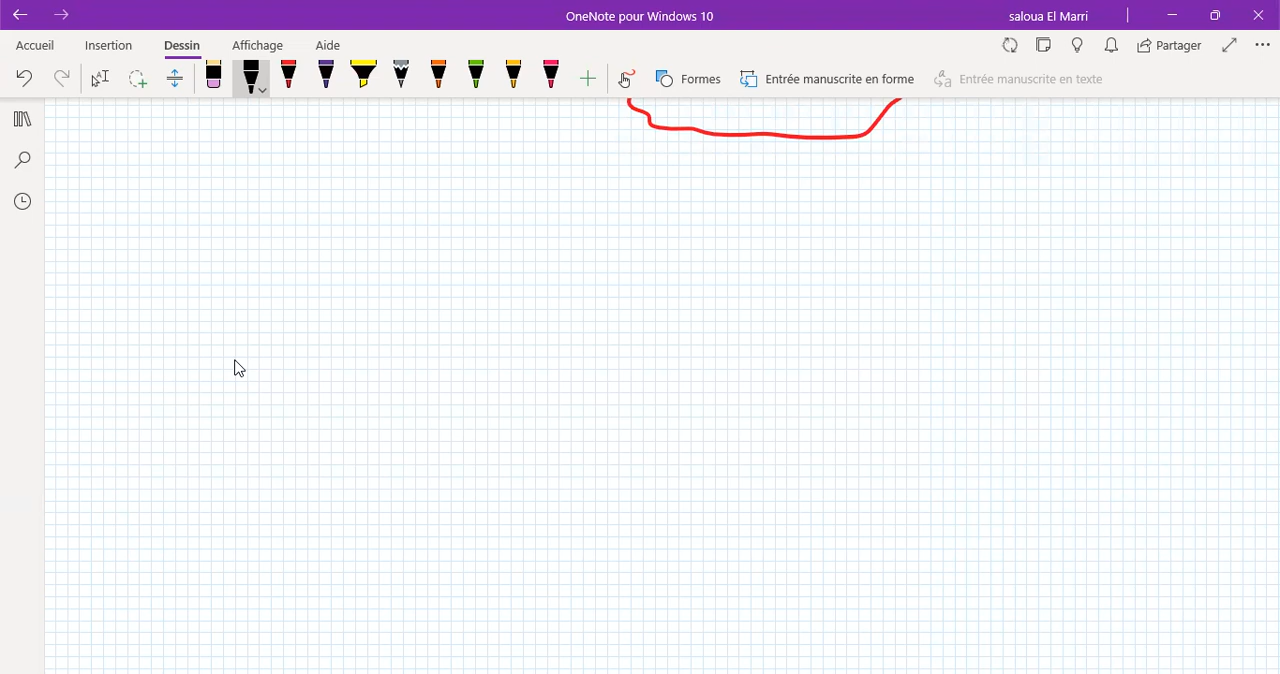 OneNote pour Windows 10
saloua El Marri
Accueil
Insertion
Dessin
Affichage
Aide
Partager
Formes
Entrée manuscrite en forme
Entrée manuscrite en texte